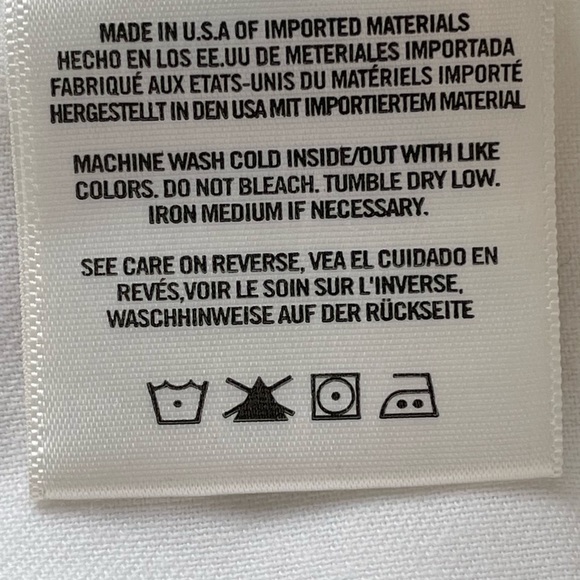 MADE IN U.S.A OF IMPORTED MATERIALS
HECHO EN LOS EE.UU DE METERIALES IMPORTADA
FABRIQUÉ AUX ETATS-UNIS DU MATÉRIELS IMPORTÉ
HERGESTELLT IN DEN USA MIT IMPORTIERTEM MATERIAL
MACHINE WASH COLD INSIDE/OUT WITH LIKE
COLORS. DO NOT BLEACH. TUMBLE DRY LOW.
IRON MEDIUM IF NECESSARY.
SEE CARE ON REVERSE, VEA EL CUIDADO EN
REVÉS,VOIR LE SOIN SUR L'INVERSE,
WASCHHINWEISE AUF DER RÜCKSEITE